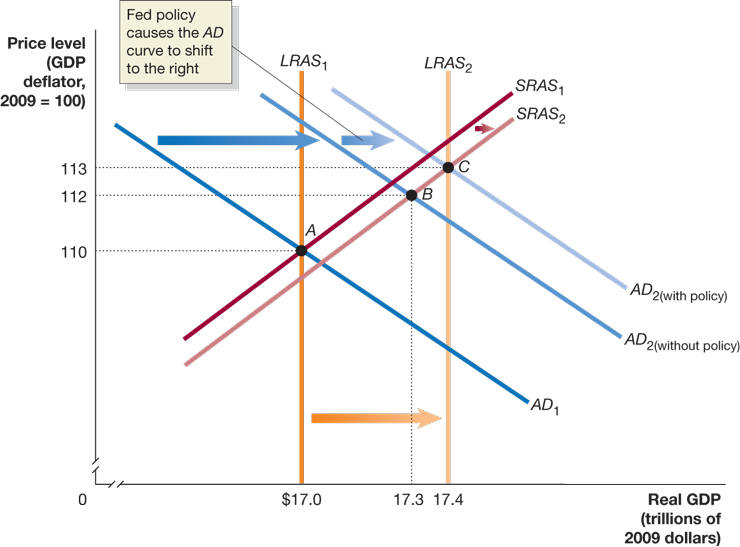 Fed policy
causes the AD
curve to shift
to the right
Price level
(GDP
deflator,
2009 = 100)
LRAS1
LRAS2
SRAS1
SRAS2
113
C
112
B
A
110
AD2(with policy)
AD2(without policy)
AD1
0
$17.0
17.3
17.4
Real GDP
(trillions of
2009 dollars)